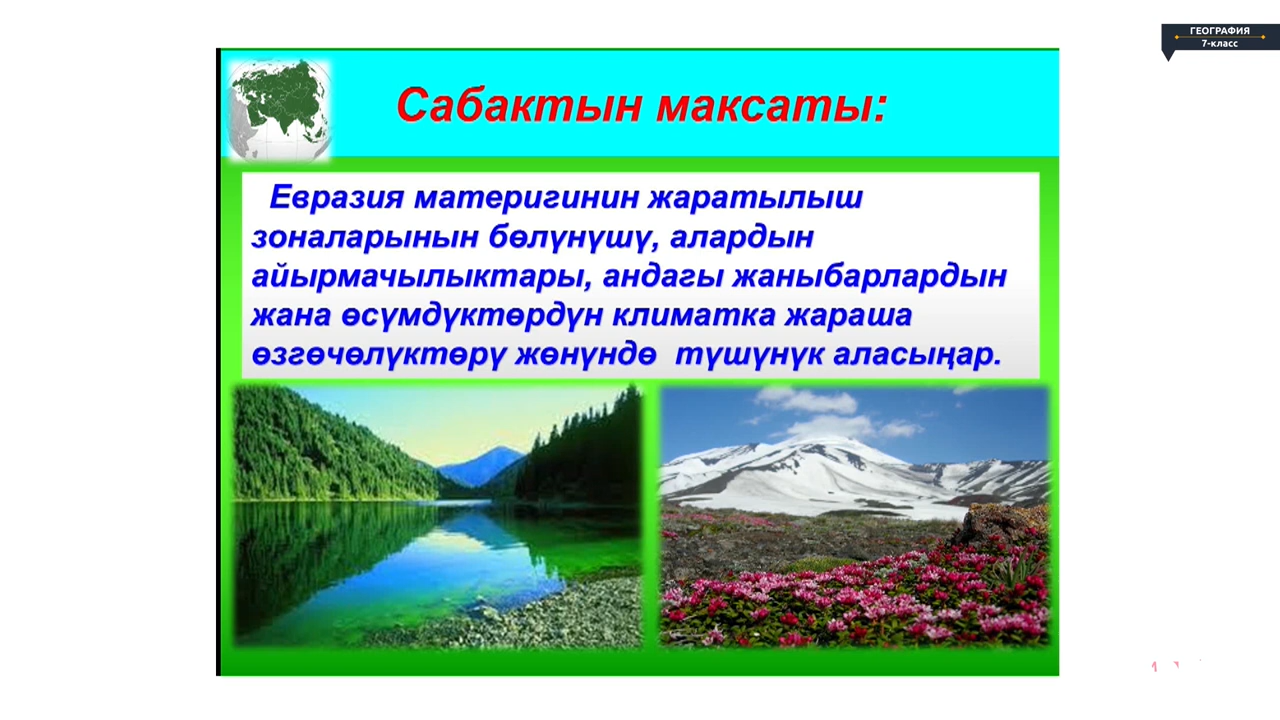 ГЕОГРАФИЯ
7-класс
Сабактын максаты:
Евразия материгинин жаратылыш
зоналарынын бөлүнүшү, алардын
айырмачылыктары, андагы жаныбарлардын
жана өсүмдүктөрдүн климатка жараша
өзгөчөлүктөрү жөнүндө түшүнүк аласыңар.